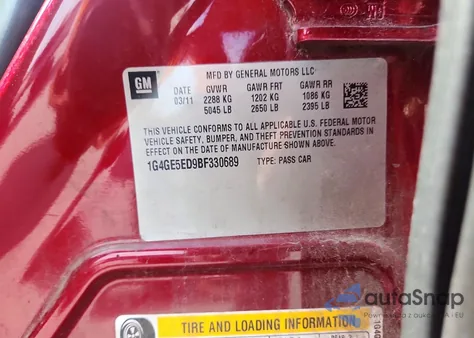 GM
MFD BY GENERAL MOTORS LLC
DATE GVWR GAWR FRT GAWR RR
03/11 2288 KG 1202 KG 1086 KG
5045 LB 2650 LB 2395 LB
THIS VEHICLE CONFORMS TO ALL APPLICABLE U.S. FEDERAL MOTOR
VEHICLE SAFETY, BUMPER, AND THEFT PREVENTION STANDARDS IN
EFFECT ON THE DATE OF MANUFACTURE SHOWN ABOVE.
1G4GE5ED9BF330689 TYPE: PASS CAR
TIRE AND LOADING INFORMATION
autaSnap